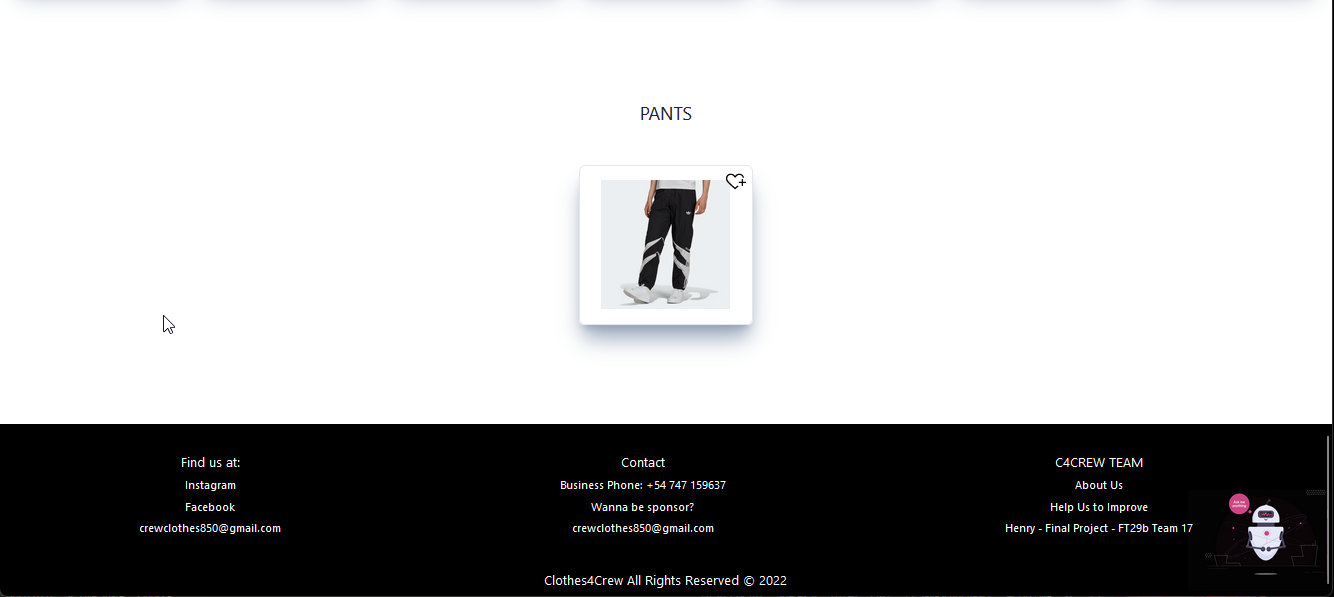 PANTS
Find us at:
Instagram
Facebook
crewclothes850@gmail.com
Contact
Business Phone: +54 747 159637
Wanna be sponsor?
crewclothes850@gmail.com
C4CREW TEAM
About Us
Help Us to Improve
Henry - Final Project - FT29b Team 17
Ask me
anything
Clothes4Crew All Rights Reserved © 2022